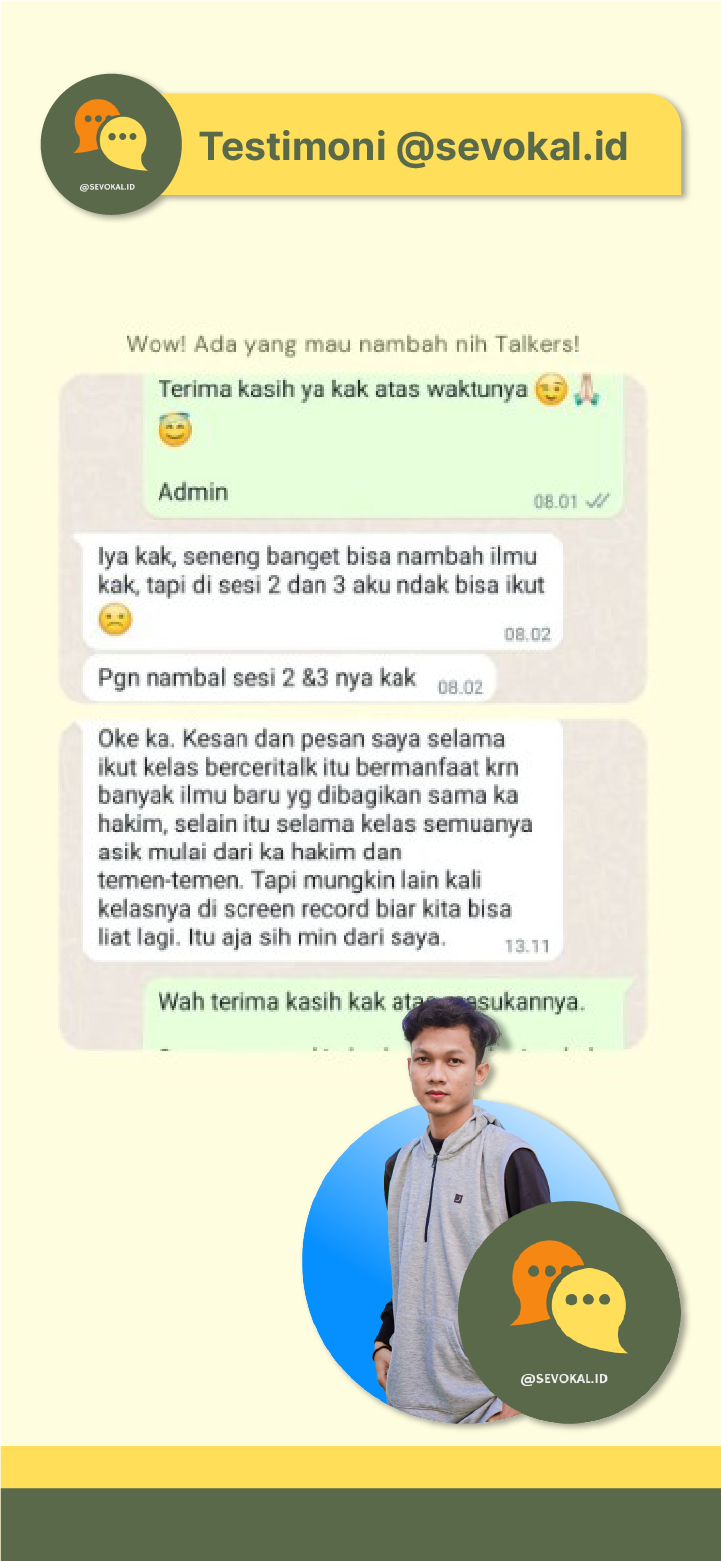 @SEVOKAL.ID
Testimoni @sevokal.id
Wow! Ada yang mau nambah nih Talkers!
Terima kasih ya kak atas waktunya 😉🙏🏻
😇
Admin
08.01
Iya kak, seneng banget bisa nambah ilmu
kak, tapi di sesi 2 dan 3 aku ndak bisa ikut
😐
08.02
Pgn nambal sesi 2 &3 nya kak 08.02
Oke ka. Kesan dan pesan saya selama
ikut kelas berceritalk itu bermanfaat krn
banyak ilmu baru yg dibagikan sama ka
hakim, selain itu selama kelas semuanya
asik mulai dari ka hakim dan
temen-temen. Tapi mungkin lain kali
kelasnya di screen record biar kita bisa
liat lagi. Itu aja sih min dari saya. 13.11
Wah terima kasih kak
@SEVOKAL.ID